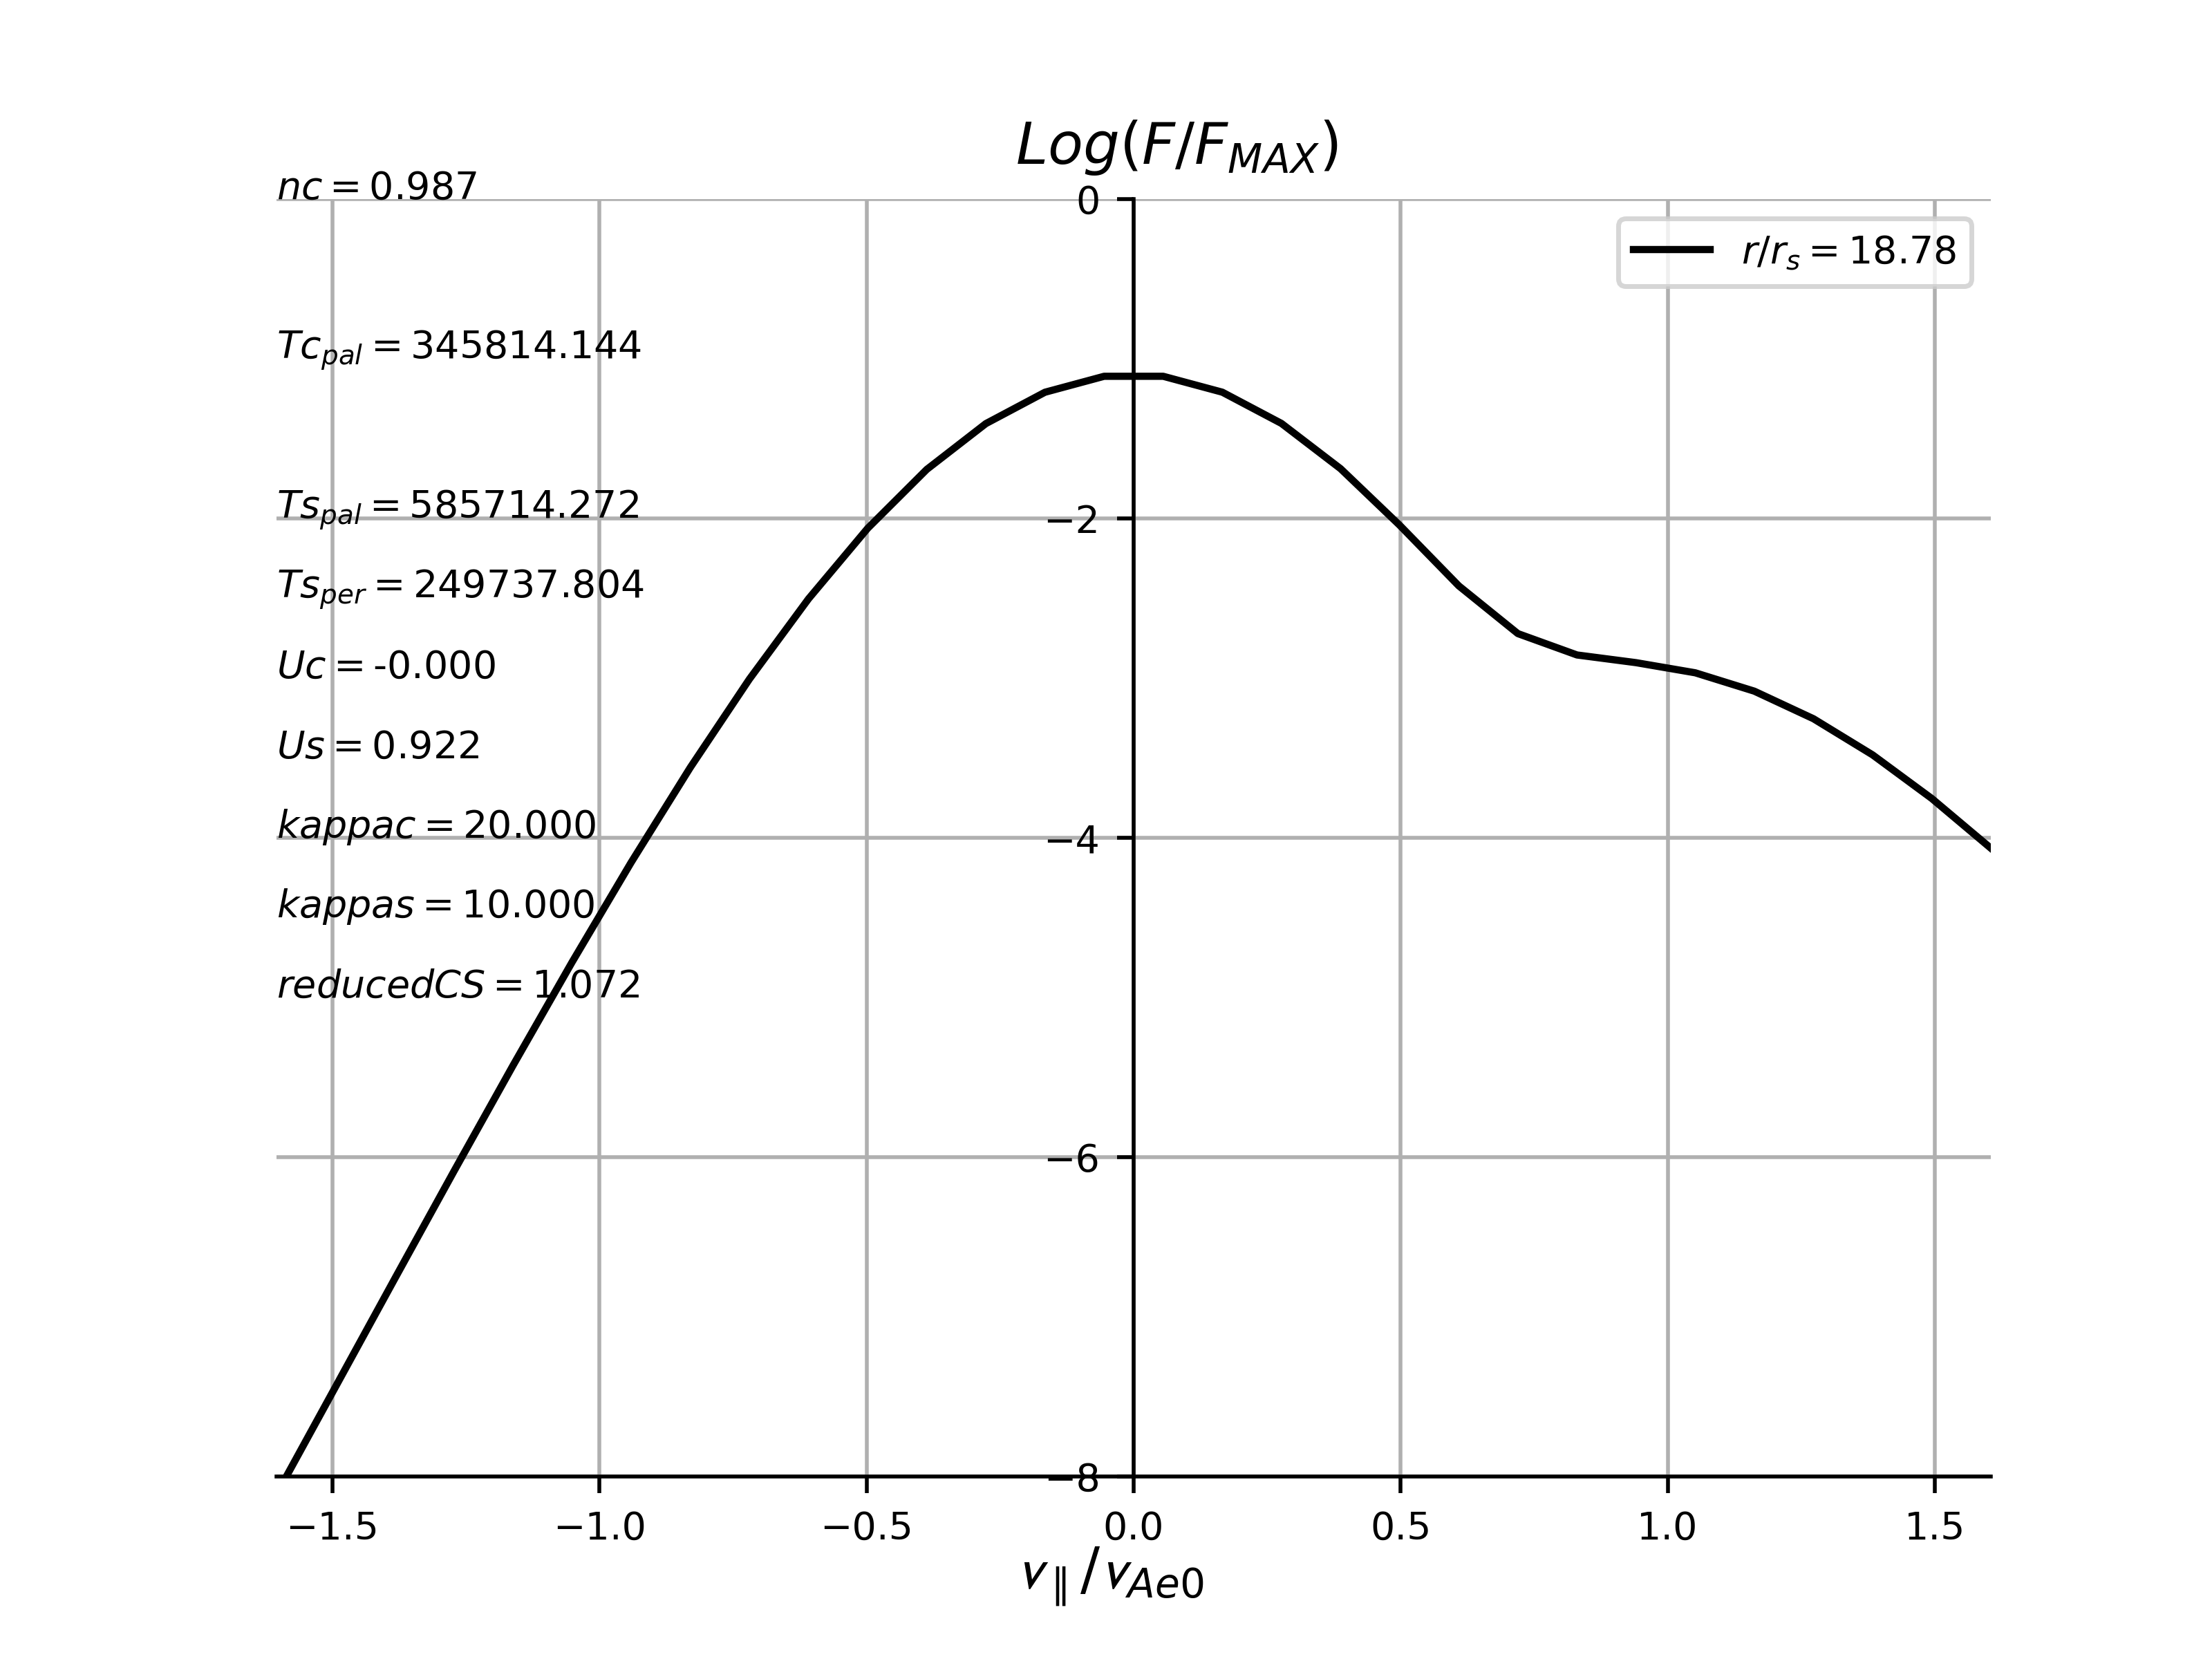 Log(F/F_MAX)
nc = 0.987
0
r/r_s = 18.78
Tc_pal = 345814.144
Ts_pal = 585714.272
−2
Ts_per = 249737.804
Uc = -0.000
Us = 0.922
kappac = 20.000
−4
kappas = 10.000
reducedCS = 1.072
−6
−8
−1.5 −1.0 −0.5 0.0 0.5 1.0 1.5
v_∥/v_Ae0